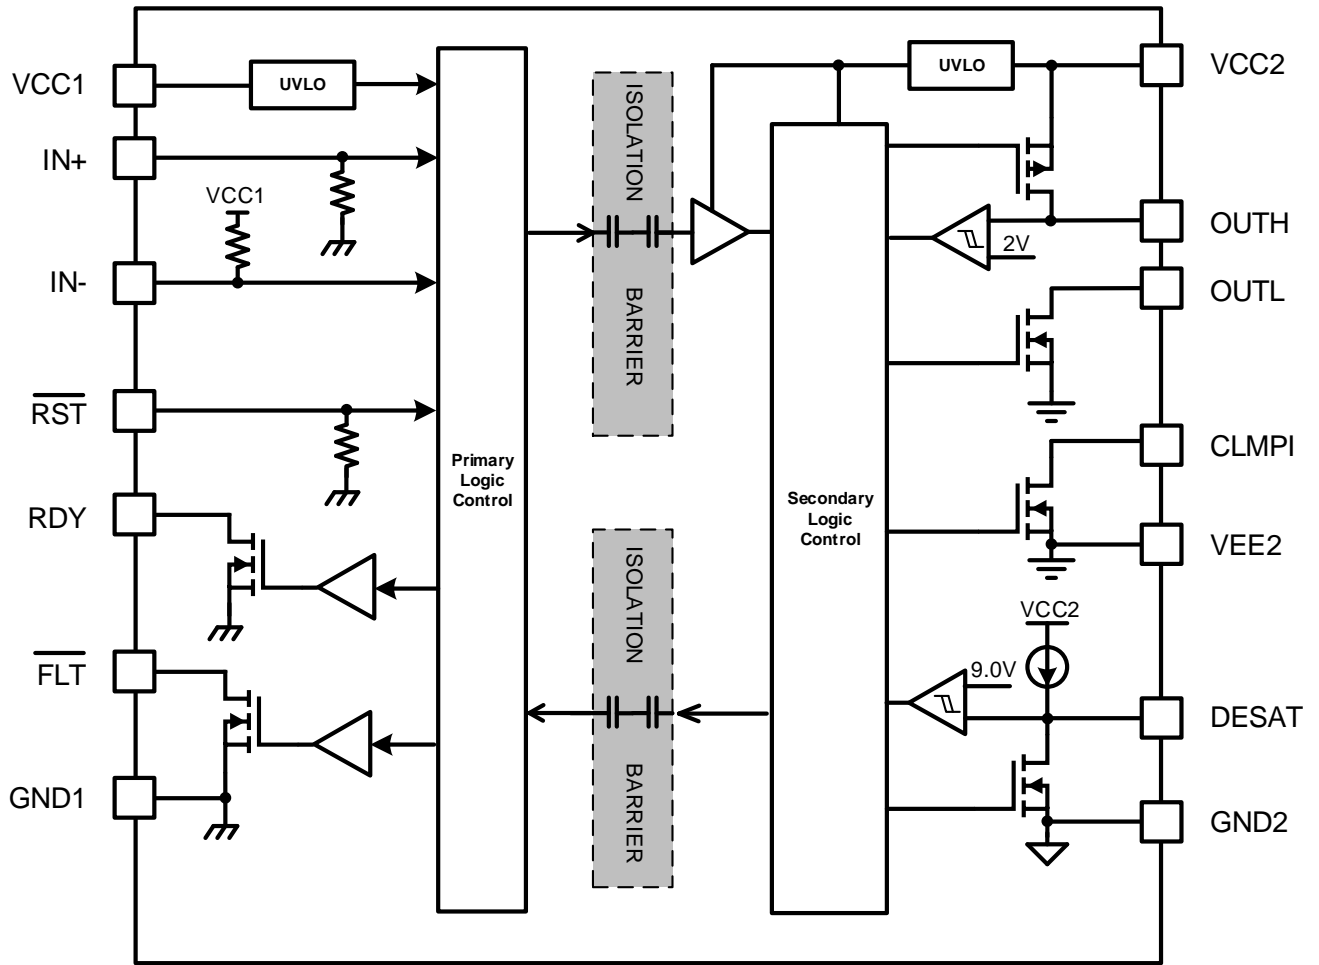 VCC1
UVLO
IN+
VCC1
IN-
RST
RDY
FLT
GND1
Primary
Logic
Control
ISOLATION
BARRIER
ISOLATION
BARRIER
Secondary
Logic
Control
UVLO
VCC2
2V
OUTH
OUTL
CLMPI
VEE2
VCC2
9.0V
DESAT
GND2